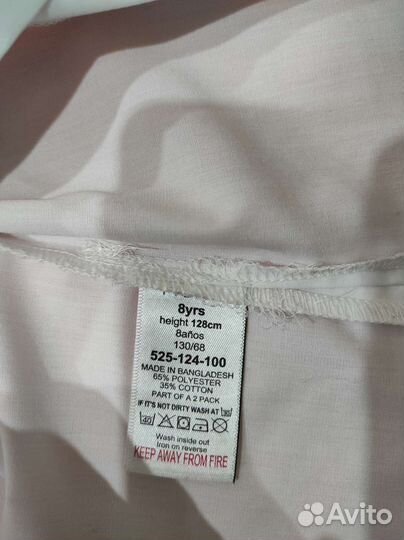 8yrs
height 128cm
8años
130/68
525-124-100
MADE IN BANGLADESH
65% POLYESTER
35% COTTON
PART OF A 2 PACK
IF IT'S NOT DIRTY WASH AT 30
40
Wash inside out
Iron on reverse
KEEP AWAY FROM FIRE
Avito